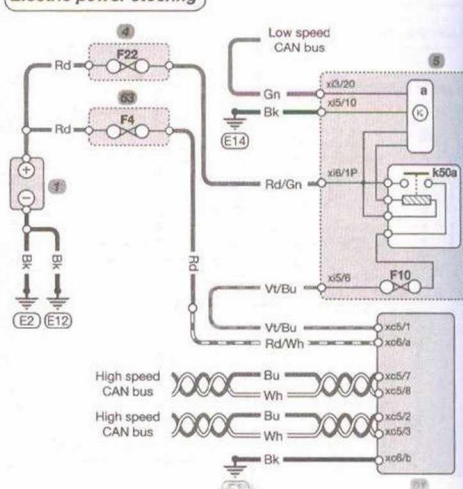 Electric power steering
4
F22
Rd
63
F4
Rd
Low speed
CAN bus
Gn
Bk
E14
xi3/20
xi5/10
5
a
K
Rd/Gn
xi6/1P
k50a
1
+
−
Bk
Bk
E2
E12
Rd
Vt/Bu
xi5/6
F10
Vt/Bu
xc5/1
Rd/Wh
xc6/a
High speed
CAN bus
Bu
Wh
xc5/7
xc5/8
High speed
CAN bus
Bu
Wh
xc5/2
xc5/3
Bk
xc6/b